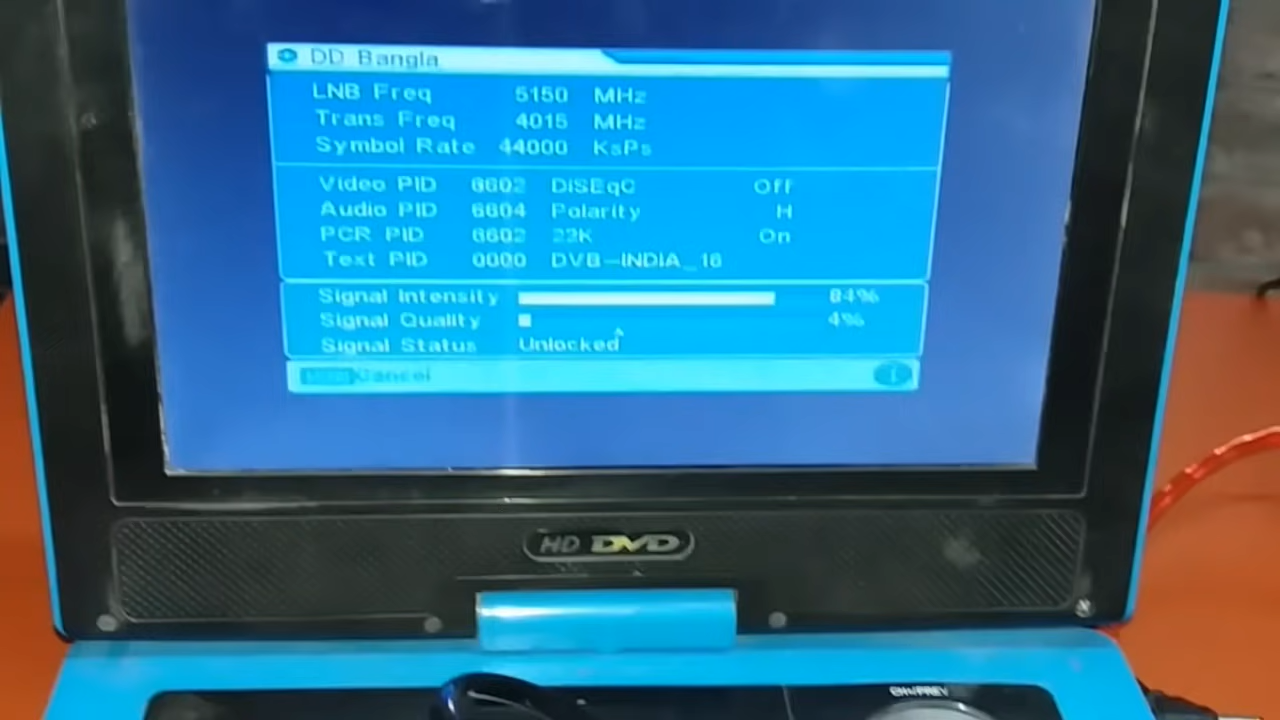 DD Bangla
LNB Freq 5150 MHz
Trans Freq 4015 MHz
Symbol Rate 44000 KsPs
Video PID 6602 DiSEqC Off
Audio PID 6604 Polarity H
PCR PID 6602 22K On
Text PID 0000 DVB-INDIA_16
Signal Intensity 84%
Signal Quality 4%
Signal Status Unlocked
Cancel
HD DVD
CH-/PREV